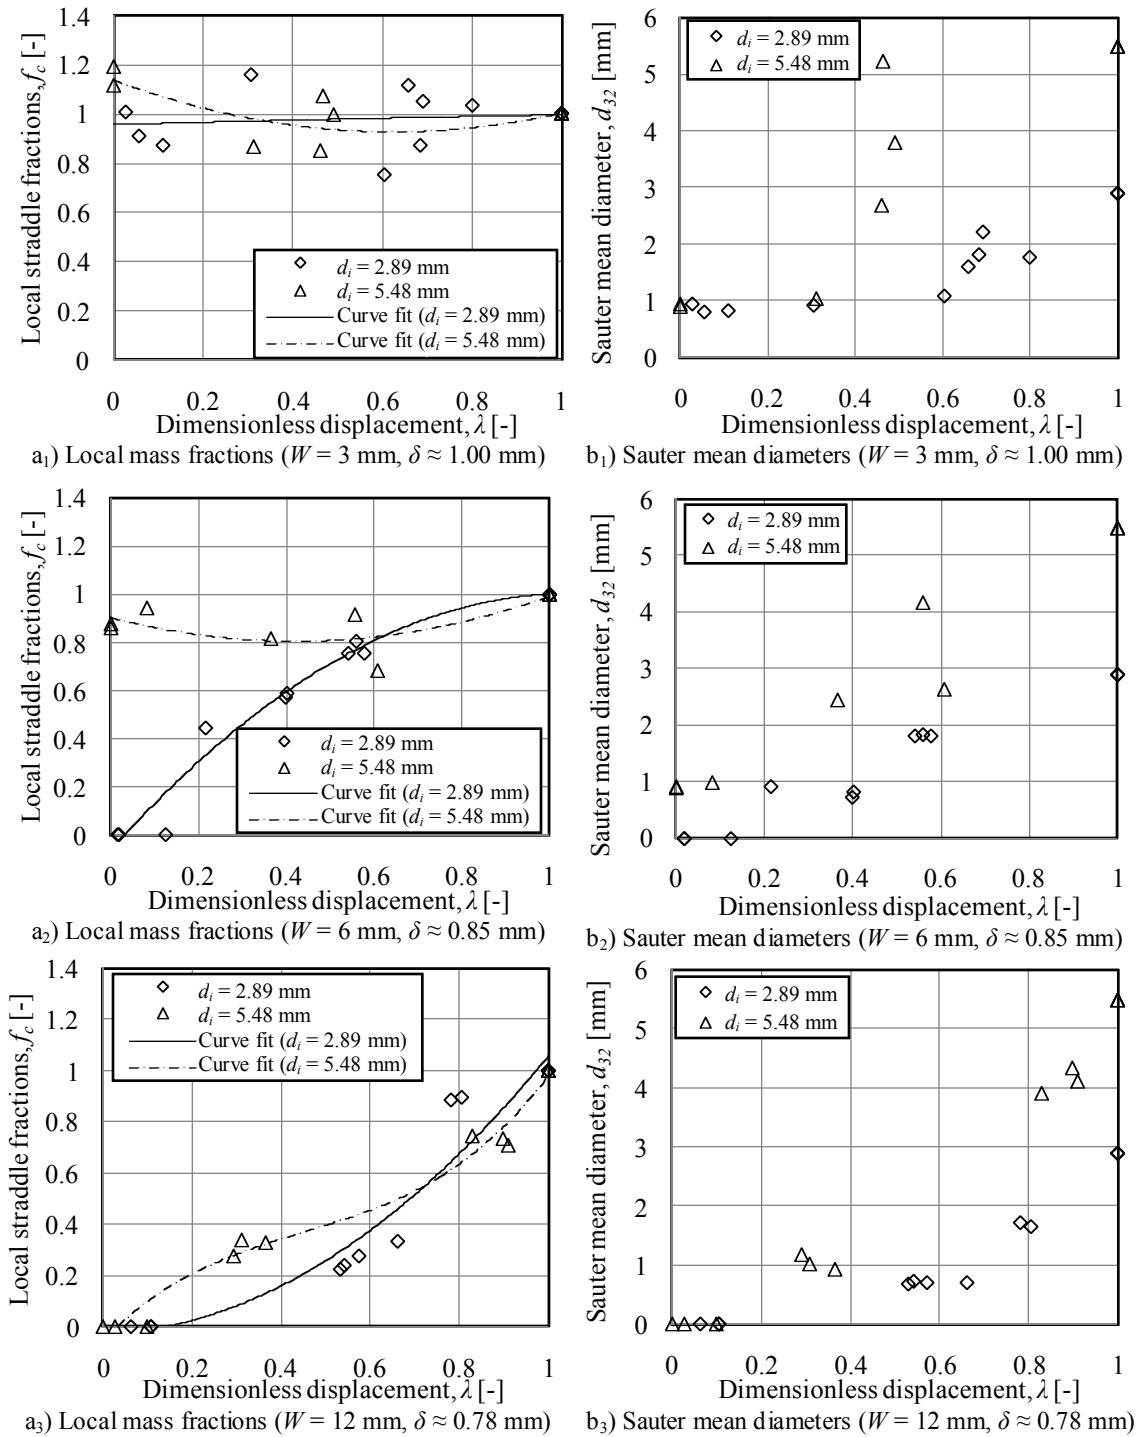 1.4
1.2
1
0.8
0.6
0.4
0.2
0
Local straddle fractions, f_c [-]
d_i = 2.89 mm
d_i = 5.48 mm
Curve fit (d_i = 2.89 mm)
Curve fit (d_i = 5.48 mm)
0 0.2 0.4 0.6 0.8 1
Dimensionless displacement, λ [-]
a₁) Local mass fractions (W = 3 mm, δ ≈ 1.00 mm)
6
5
4
3
2
1
0
Sauter mean diameter, d_32 [mm]
d_i = 2.89 mm
d_i = 5.48 mm
0 0.2 0.4 0.6 0.8 1
Dimensionless displacement, λ [-]
b₁) Sauter mean diameters (W = 3 mm, δ ≈ 1.00 mm)
1.4
1.2
1
0.8
0.6
0.4
0.2
0
Local straddle fractions, f_c [-]
d_i = 2.89 mm
d_i = 5.48 mm
Curve fit (d_i = 2.89 mm)
Curve fit (d_i = 5.48 mm)
0 0.2 0.4 0.6 0.8 1
Dimensionless displacement, λ [-]
a₂) Local mass fractions (W = 6 mm, δ ≈ 0.85 mm)
6
5
4
3
2
1
0
Sauter mean diameter, d_32 [mm]
d_i = 2.89 mm
d_i = 5.48 mm
0 0.2 0.4 0.6 0.8 1
Dimensionless displacement, λ [-]
b₂) Sauter mean diameters (W = 6 mm, δ ≈ 0.85 mm)
1.4
1.2
1
0.8
0.6
0.4
0.2
0
Local straddle fractions, f_c [-]
d_i = 2.89 mm
d_i = 5.48 mm
Curve fit (d_i = 2.89 mm)
Curve fit (d_i = 5.48 mm)
0 0.2 0.4 0.6 0.8 1
Dimensionless displacement, λ [-]
a₃) Local mass fractions (W = 12 mm, δ ≈ 0.78 mm)
6
5
4
3
2
1
0
Sauter mean diameter, d_32 [mm]
d_i = 2.89 mm
d_i = 5.48 mm
0 0.2 0.4 0.6 0.8 1
Dimensionless displacement, λ [-]
b₃) Sauter mean diameters (W = 12 mm, δ ≈ 0.78 mm)